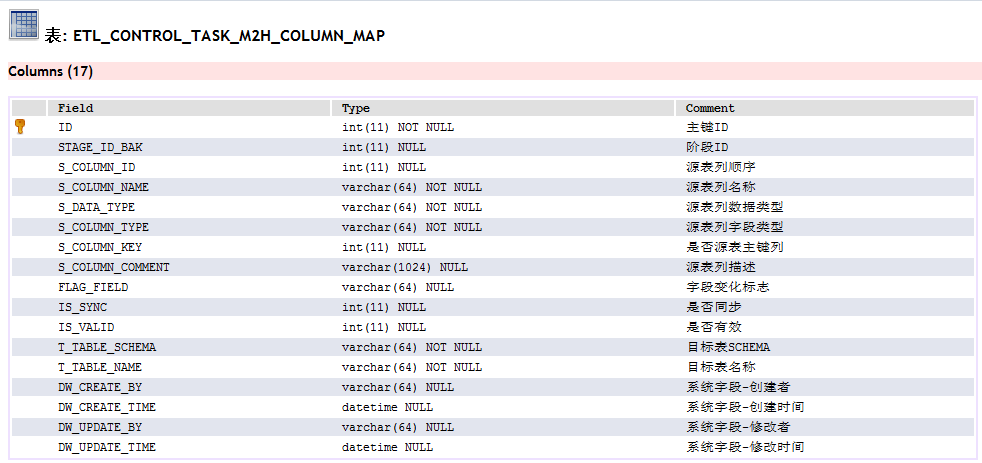 表: ETL_CONTROL_TASK_M2H_COLUMN_MAP
Columns (17)
Field Type Comment
ID int(11) NOT NULL 主键ID
STAGE_ID_BAK int(11) NULL 阶段ID
S_COLUMN_ID int(11) NULL 源表列顺序
S_COLUMN_NAME varchar(64) NOT NULL 源表列名称
S_DATA_TYPE varchar(64) NOT NULL 源表列数据类型
S_COLUMN_TYPE varchar(64) NOT NULL 源表列字段类型
S_COLUMN_KEY int(11) NULL 是否源表主键列
S_COLUMN_COMMENT varchar(1024) NULL 源表列描述
FLAG_FIELD varchar(64) NULL 字段变化标志
IS_SYNC int(11) NULL 是否同步
IS_VALID int(11) NULL 是否有效
T_TABLE_SCHEMA varchar(64) NOT NULL 目标表SCHEMA
T_TABLE_NAME varchar(64) NOT NULL 目标表名称
DW_CREATE_BY varchar(64) NULL 系统字段-创建者
DW_CREATE_TIME datetime NULL 系统字段-创建时间
DW_UPDATE_BY varchar(64) NULL 系统字段-修改者
DW_UPDATE_TIME datetime NULL 系统字段-修改时间